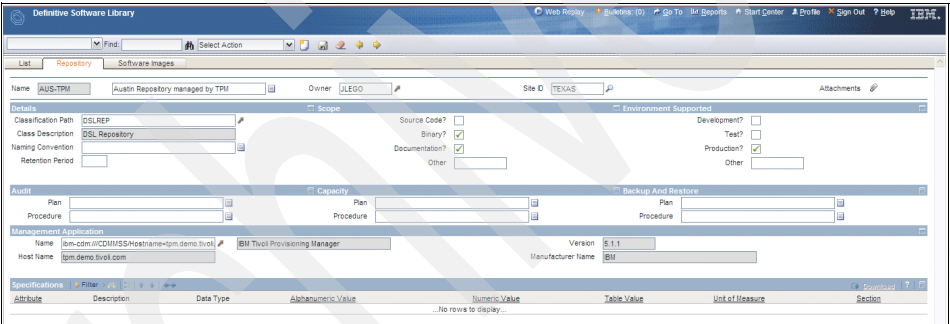 Definitive Software Library Web Replay Bulletins: (0) Go To Reports Start Center Profile Sign Out Help IBM.
Find: Select Action
List Repository Software Images
Name AUS-TPM Austin Repository managed by TPM Owner JLEGO Site ID TEXAS Attachments
Details Scope Environment Supported
Classification Path DSLREP Source Code? Development?
Class Description DSL Repository Binary? Test?
Naming Convention Documentation? Production?
Retention Period Other Other
Audit Capacity Backup And Restore
Plan Plan Plan
Procedure Procedure Procedure
Management Application
Name ibm-cdm:///CDMMSS/Hostname=tpm.demo.tivoli. IBM Tivoli Provisioning Manager Version 5.1.1
Host Name tpm.demo.tivoli.com Manufacturer Name IBM
Specifications Filter Download ?
Attribute Description Data Type Alphanumeric Value Numeric Value Table Value Unit of Measure Section
...No rows to display...